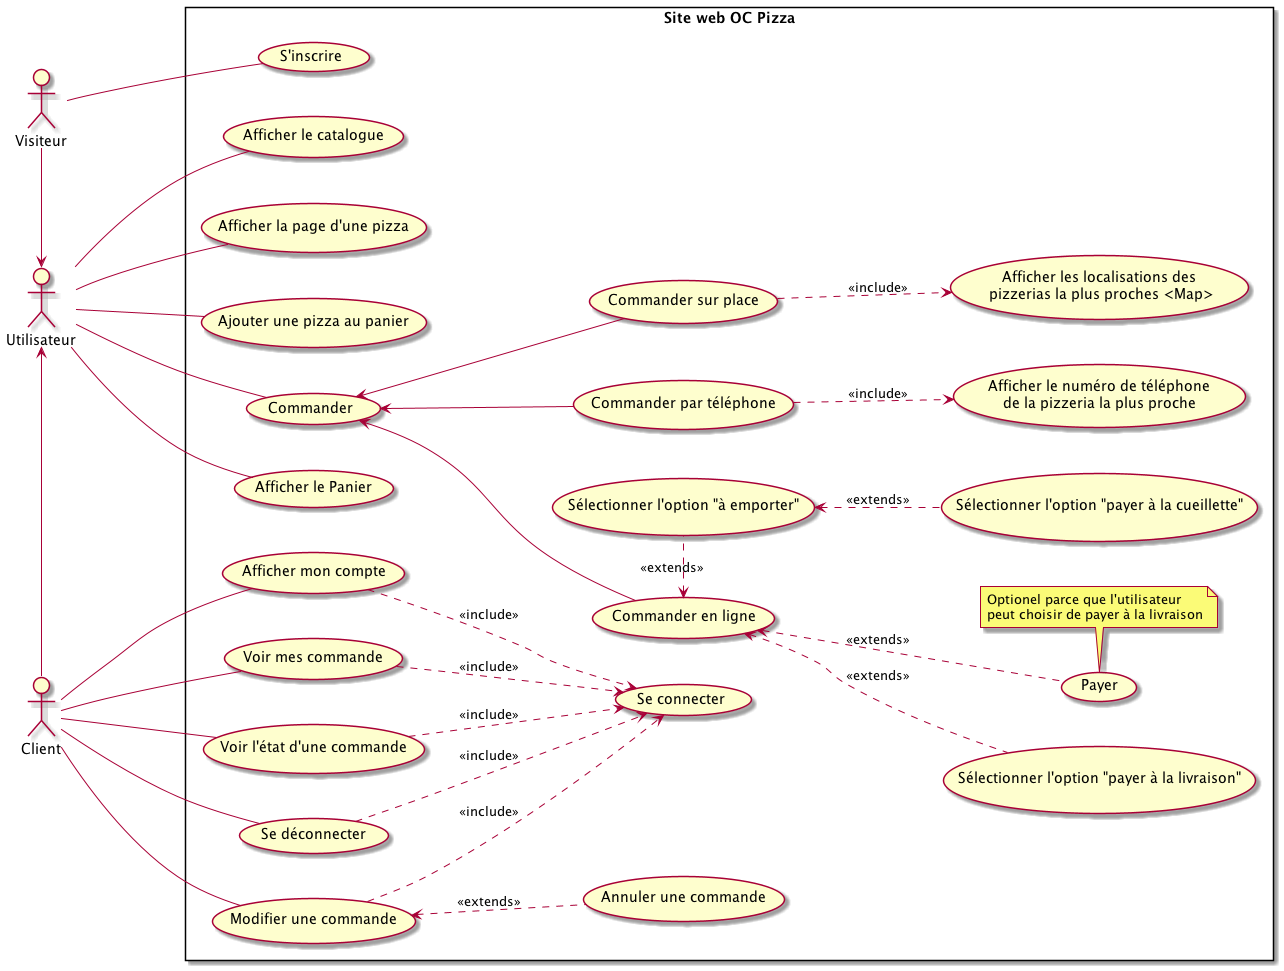 Site web OC Pizza
S'inscrire
Visiteur
Afficher le catalogue
Afficher la page d'une pizza
Utilisateur
Ajouter une pizza au panier
Commander
Afficher le Panier
Commander sur place
«include»
Afficher les localisations des
pizzerias la plus proches <Map>
Commander par téléphone
«include»
Afficher le numéro de téléphone
de la pizzeria la plus proche
Sélectionner l'option "à emporter"
«extends»
Sélectionner l'option "payer à la cueillette"
«extends»
Commander en ligne
«extends»
Optionel parce que l'utilisateur
peut choisir de payer à la livraison
Payer
«extends»
Sélectionner l'option "payer à la livraison"
Client
Afficher mon compte
«include»
Voir mes commande
«include»
Se connecter
Voir l'état d'une commande
«include»
Se déconnecter
«include»
Modifier une commande
«include»
«extends»
Annuler une commande